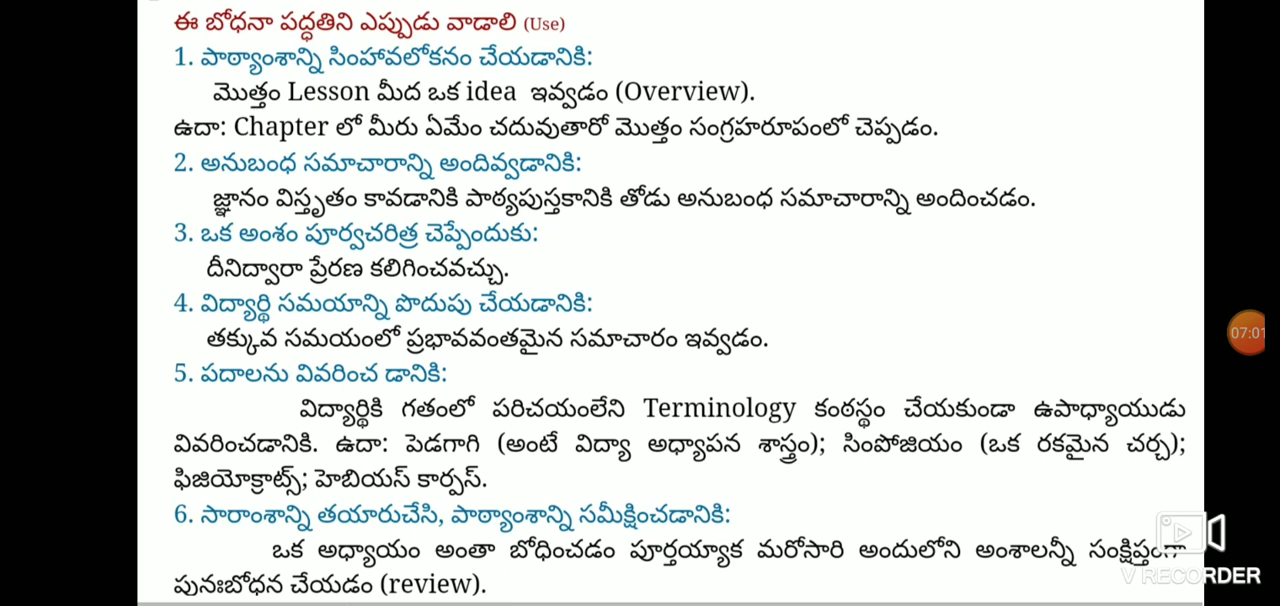 ఈ బోధనా పద్ధతిని ఎప్పుడు వాడాలి (Use)
1. పాఠ్యాంశాన్ని సింహావలోకనం చేయడానికి:
మొత్తం Lesson మీద ఒక idea ఇవ్వడం (Overview).
ఉదా: Chapter లో మీరు ఏమేం చదువుతారో మొత్తం సంగ్రహరూపంలో చెప్పడం.
2. అనుబంధ సమాచారాన్ని అందివ్వడానికి:
జ్ఞానం విస్తృతం కావడానికి పాఠ్యపుస్తకానికి తోడు అనుబంధ సమాచారాన్ని అందించడం.
3. ఒక అంశం పూర్వచరిత్ర చెప్పేందుకు:
దీనిద్వారా ప్రేరణ కలిగించవచ్చు.
4. విద్యార్థి సమయాన్ని పొదుపు చేయడానికి:
తక్కువ సమయంలో ప్రభావవంతమైన సమాచారం ఇవ్వడం.
5. పదాలను వివరించ డానికి:
విద్యార్థికి గతంలో పరిచయంలేని Terminology కంఠస్థం చేయకుండా ఉపాధ్యాయుడు
వివరించడానికి. ఉదా: పెడగాగి (అంటే విద్యా అధ్యాపన శాస్త్రం); సింపోజియం (ఒక రకమైన చర్చ);
ఫిజియోక్రాట్స్; హెబియస్ కార్పస్.
6. సారాంశాన్ని తయారుచేసి, పాఠ్యాంశాన్ని సమీక్షించడానికి:
ఒక అధ్యాయం అంతా బోధించడం పూర్తయ్యాక మరోసారి అందులోని అంశాలన్నీ సంక్షిప్తంగా
పునఃబోధన చేయడం (review).
07:01
V RECORDER